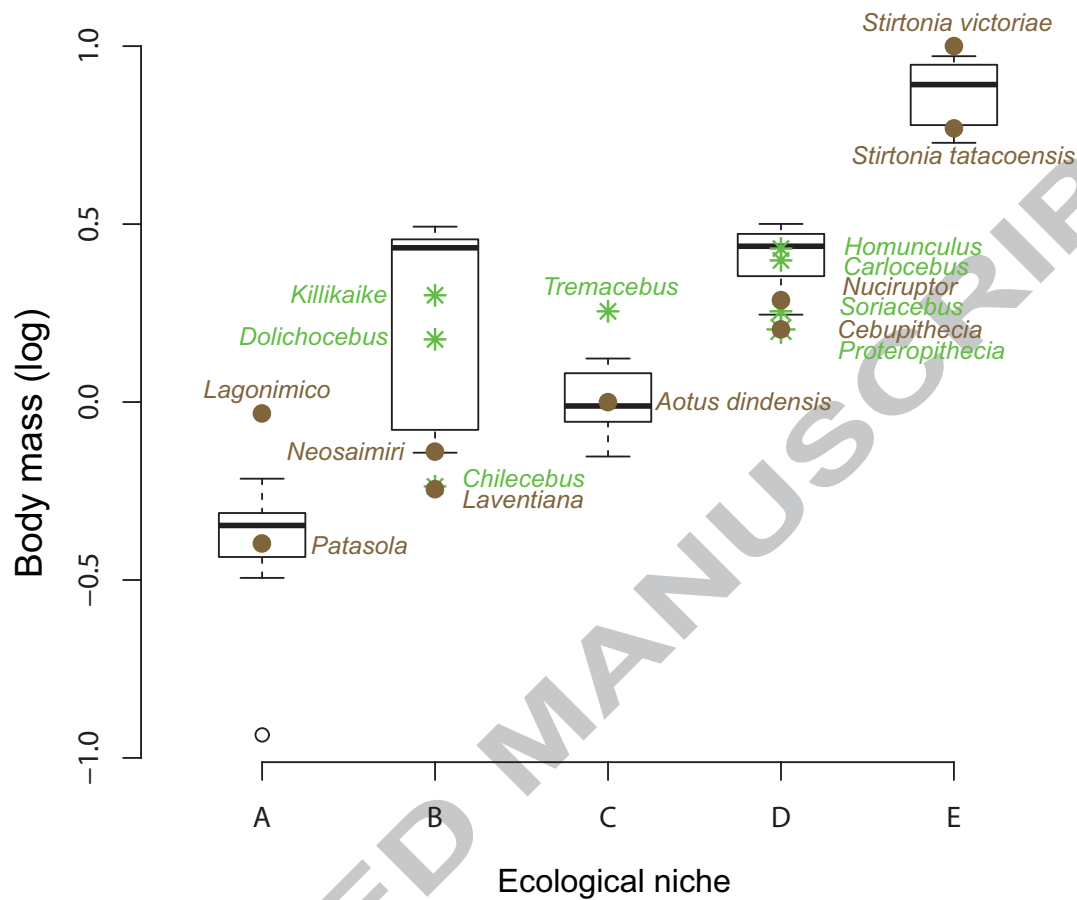 Stirtonia victoriae
1.0
Stirtonia tatacoensis
0.5
Homunculus
Carlocebus
Killikaike
Tremacebus
Nuciruptor
Soriacebus
Dolichocebus
Cebupithecia
Proteropithecia
Lagonimico
0.0
Aotus dindensis
Neosaimiri
Chilecebus
Laventiana
Patasola
−0.5
−1.0
Body mass (log)
A B C D E
Ecological niche
ED MANUSCRIP